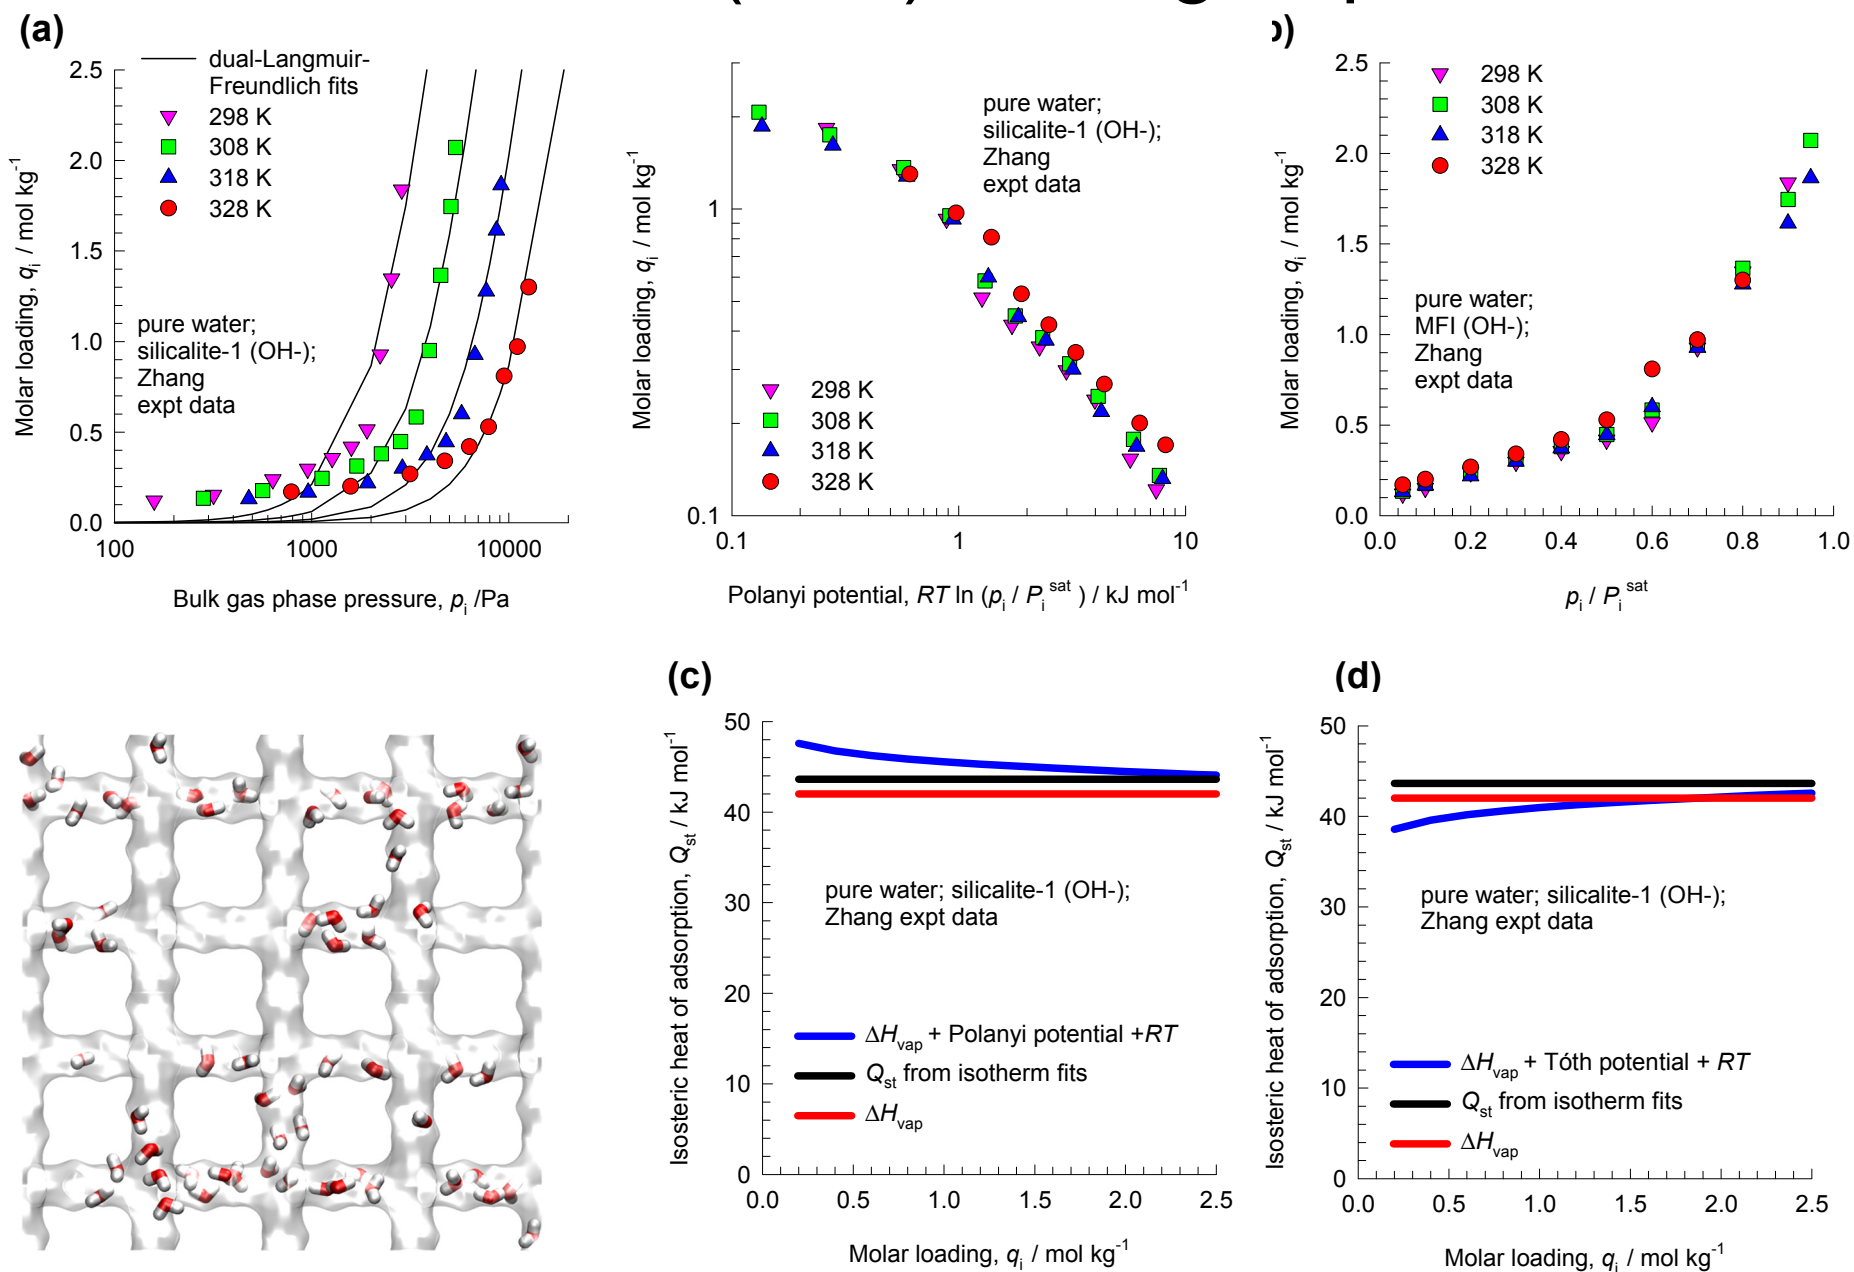 (a)
dual-Langmuir-
Freundlich fits
298 K
308 K
318 K
328 K
pure water;
silicalite-1 (OH-);
Zhang
expt data
Molar loading, qi / mol kg-1
2.5
2.0
1.5
1.0
0.5
0.0
100
1000
10000
Bulk gas phase pressure, pi /Pa
pure water;
silicalite-1 (OH-);
Zhang
expt data
298 K
308 K
318 K
328 K
Molar loading, qi / mol kg-1
1
0.1
0.1
1
10
Polanyi potential, RT ln (pi / Pi sat ) / kJ mol-1
b)
298 K
308 K
318 K
328 K
pure water;
MFI (OH-);
Zhang
expt data
Molar loading, qi / mol kg-1
2.5
2.0
1.5
1.0
0.5
0.0
0.0
0.2
0.4
0.6
0.8
1.0
pi / Pi sat
(c)
Isosteric heat of adsorption, Qst / kJ mol-1
50
40
30
20
10
0
pure water; silicalite-1 (OH-);
Zhang expt data
ΔHvap + Polanyi potential +RT
Qst from isotherm fits
ΔHvap
0.0
0.5
1.0
1.5
2.0
2.5
Molar loading, qi / mol kg-1
(d)
Isosteric heat of adsorption, Qst / kJ mol-1
50
40
30
20
10
0
pure water; silicalite-1 (OH-);
Zhang expt data
ΔHvap + Tóth potential + RT
Qst from isotherm fits
ΔHvap
0.0
0.5
1.0
1.5
2.0
2.5
Molar loading, qi / mol kg-1